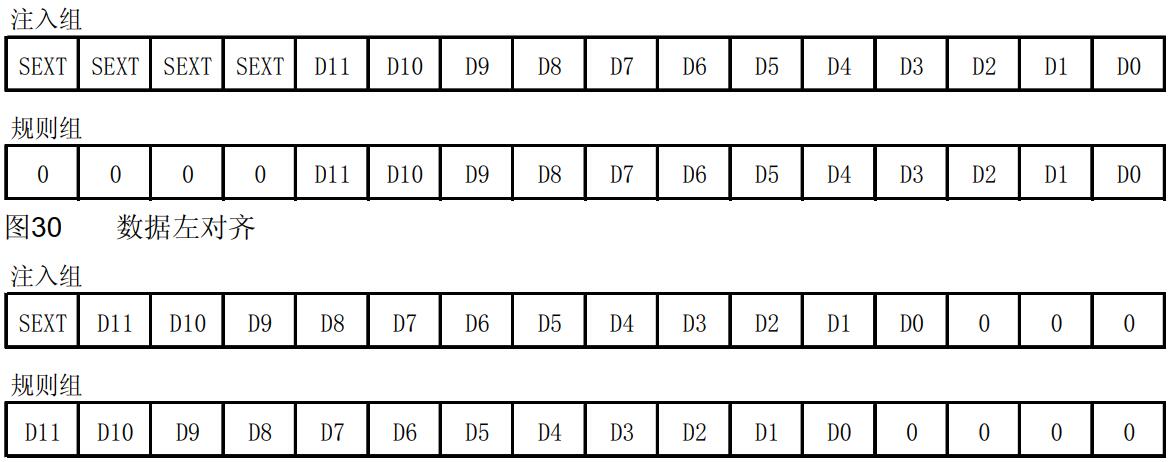 注入组
SEXT SEXT SEXT SEXT D11 D10 D9 D8 D7 D6 D5 D4 D3 D2 D1 D0
规则组
0 0 0 0 D11 D10 D9 D8 D7 D6 D5 D4 D3 D2 D1 D0
图30 数据左对齐
注入组
SEXT D11 D10 D9 D8 D7 D6 D5 D4 D3 D2 D1 D0 0 0 0
规则组
D11 D10 D9 D8 D7 D6 D5 D4 D3 D2 D1 D0 0 0 0 0